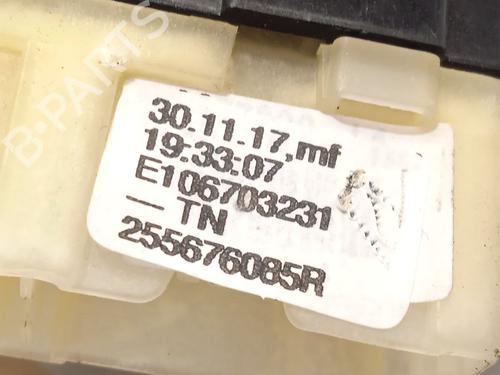 30.11.17,mf
19:33:07
E106703231
— TN
255676085R
B-PARTS